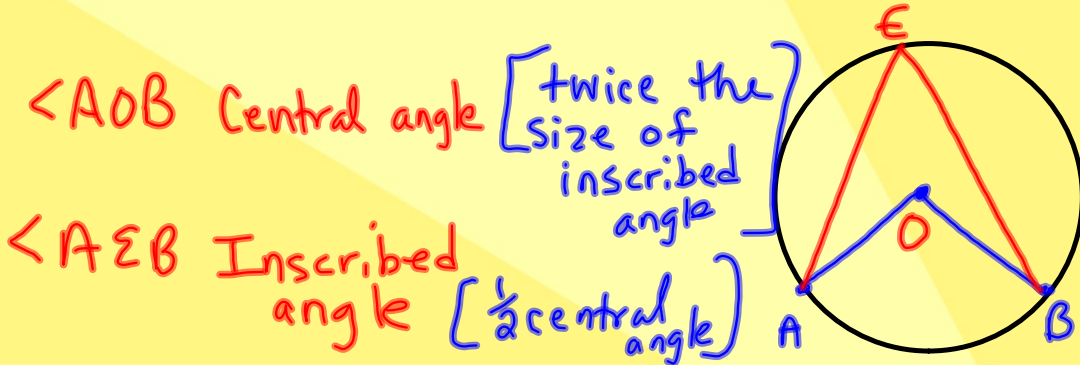 <AOB Central angle [twice the
size of
inscribed
angle]
<AEB Inscribed
angle [½ central
angle]
E
O
A
B